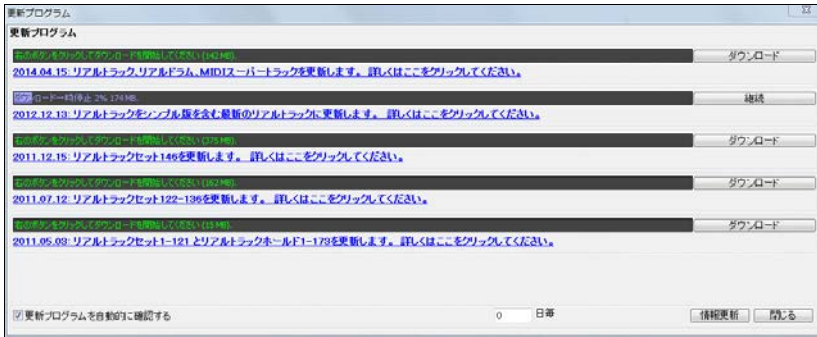 更新プログラム
更新プログラム
右のボタンをクリックしてダウンロードを開始してください (142 MB).
ダウンロード
2014.04.15: リアルトラック、リアルドラム、MIDIスーパートラックを更新します。 詳しくはここをクリックしてください。
ダウンロード一時停止 2% 174 MB.
継続
2012.12.13: リアルトラックをシンプル版を含む最新のリアルトラックに更新します。 詳しくはここをクリックしてください。
右のボタンをクリックしてダウンロードを開始してください (375 MB).
ダウンロード
2011.12.15: リアルトラックセット146を更新します。 詳しくはここをクリックしてください。
右のボタンをクリックしてダウンロードを開始してください (162 MB).
ダウンロード
2011.07.12: リアルトラックセット122-136を更新します。 詳しくはここをクリックしてください。
右のボタンをクリックしてダウンロードを開始してください (15 MB).
ダウンロード
2011.05.03: リアルトラックセット1-121 とリアルトラックホールド1-173を更新します。 詳しくはここをクリックしてください。
更新プログラムを自動的に確認する 0 日毎 情報更新 閉じる